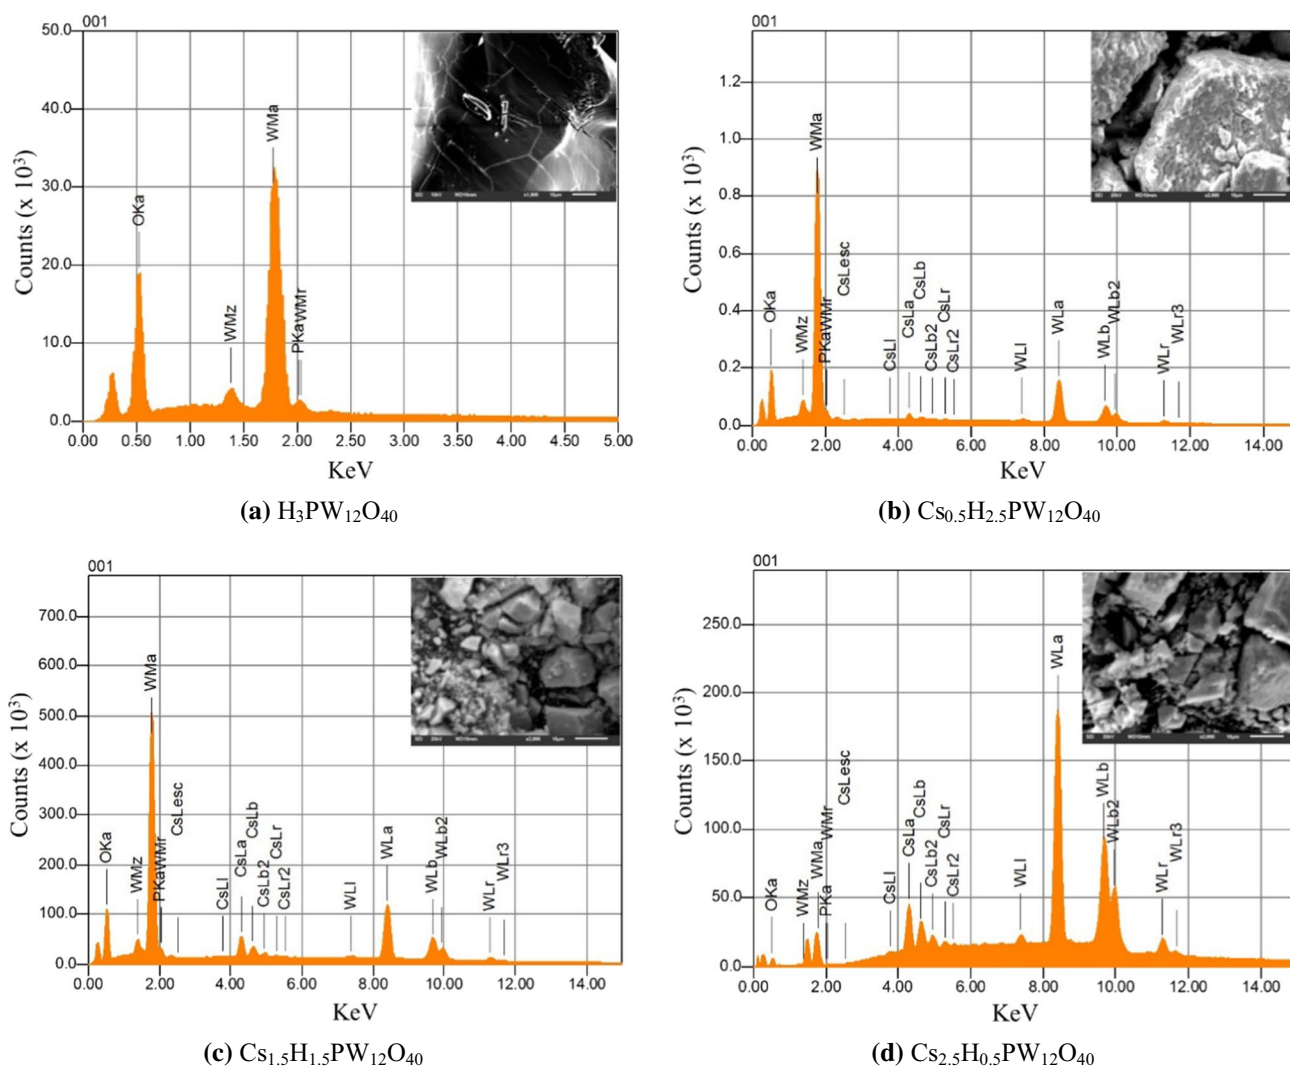 001
50.0
40.0
30.0
20.0
10.0
0.0
Counts (x 10³)
OKa
WMz
WMa
PKaWMr
0.00 0.50 1.00 1.50 2.00 2.50 3.00 3.50 4.00 4.50 5.00
KeV
(a) H₃PW₁₂O₄₀
001
1.2
1.0
0.8
0.6
0.4
0.2
0.0
Counts (x 10³)
OKa
WMz
WMa
PKaWMr
CsLesc
CsLl
CsLa
CsLb
CsLb2
CsLr
CsLr2
WLl
WLa
WLb
WLb2
WLr
WLr3
0.00 2.00 4.00 6.00 8.00 10.00 12.00 14.00
KeV
(b) Cs₀.₅H₂.₅PW₁₂O₄₀
001
700.0
600.0
500.0
400.0
300.0
200.0
100.0
0.0
Counts (x 10³)
OKa
WMz
WMa
PKaWMr
CsLesc
CsLl
CsLa
CsLb
CsLb2
CsLr
CsLr2
WLl
WLa
WLb
WLb2
WLr
WLr3
0.00 2.00 4.00 6.00 8.00 10.00 12.00 14.00
KeV
(c) Cs₁.₅H₁.₅PW₁₂O₄₀
001
250.0
200.0
150.0
100.0
50.0
0.0
Counts (x 10³)
OKa
WMz
WMa
PKa
WMr
CsLesc
CsLl
CsLa
CsLb
CsLb2
CsLr
CsLr2
WLl
WLa
WLb
WLb2
WLr
WLr3
0.00 2.00 4.00 6.00 8.00 10.00 12.00 14.00
KeV
(d) Cs₂.₅H₀.₅PW₁₂O₄₀